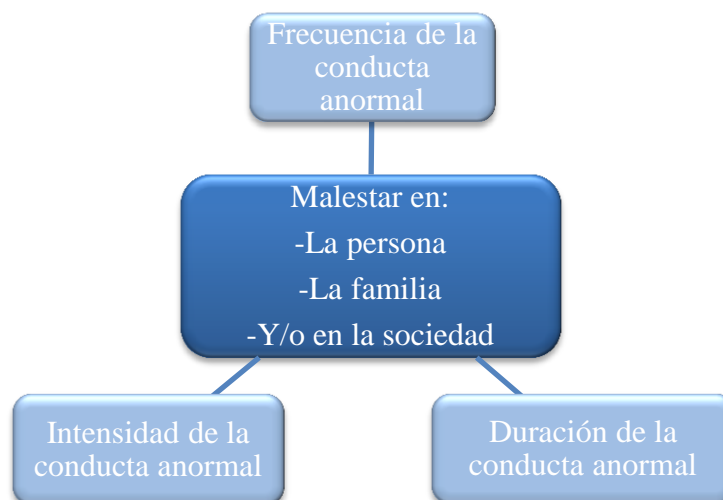 Frecuencia de la
conducta
anormal
Malestar en:
-La persona
-La familia
-Y/o en la sociedad
Intensidad de la
conducta anormal
Duración de la
conducta anormal